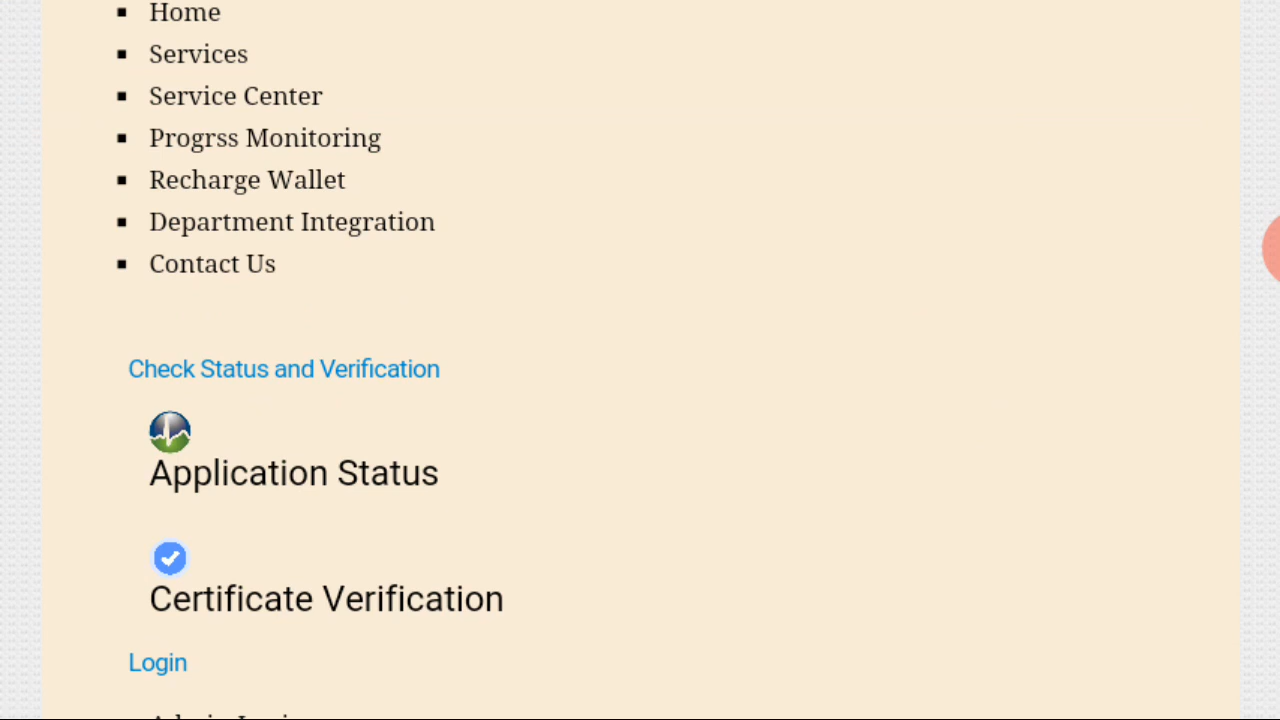 Home
Services
Service Center
Progrss Monitoring
Recharge Wallet
Department Integration
Contact Us
Check Status and Verification
Application Status
Certificate Verification
Login